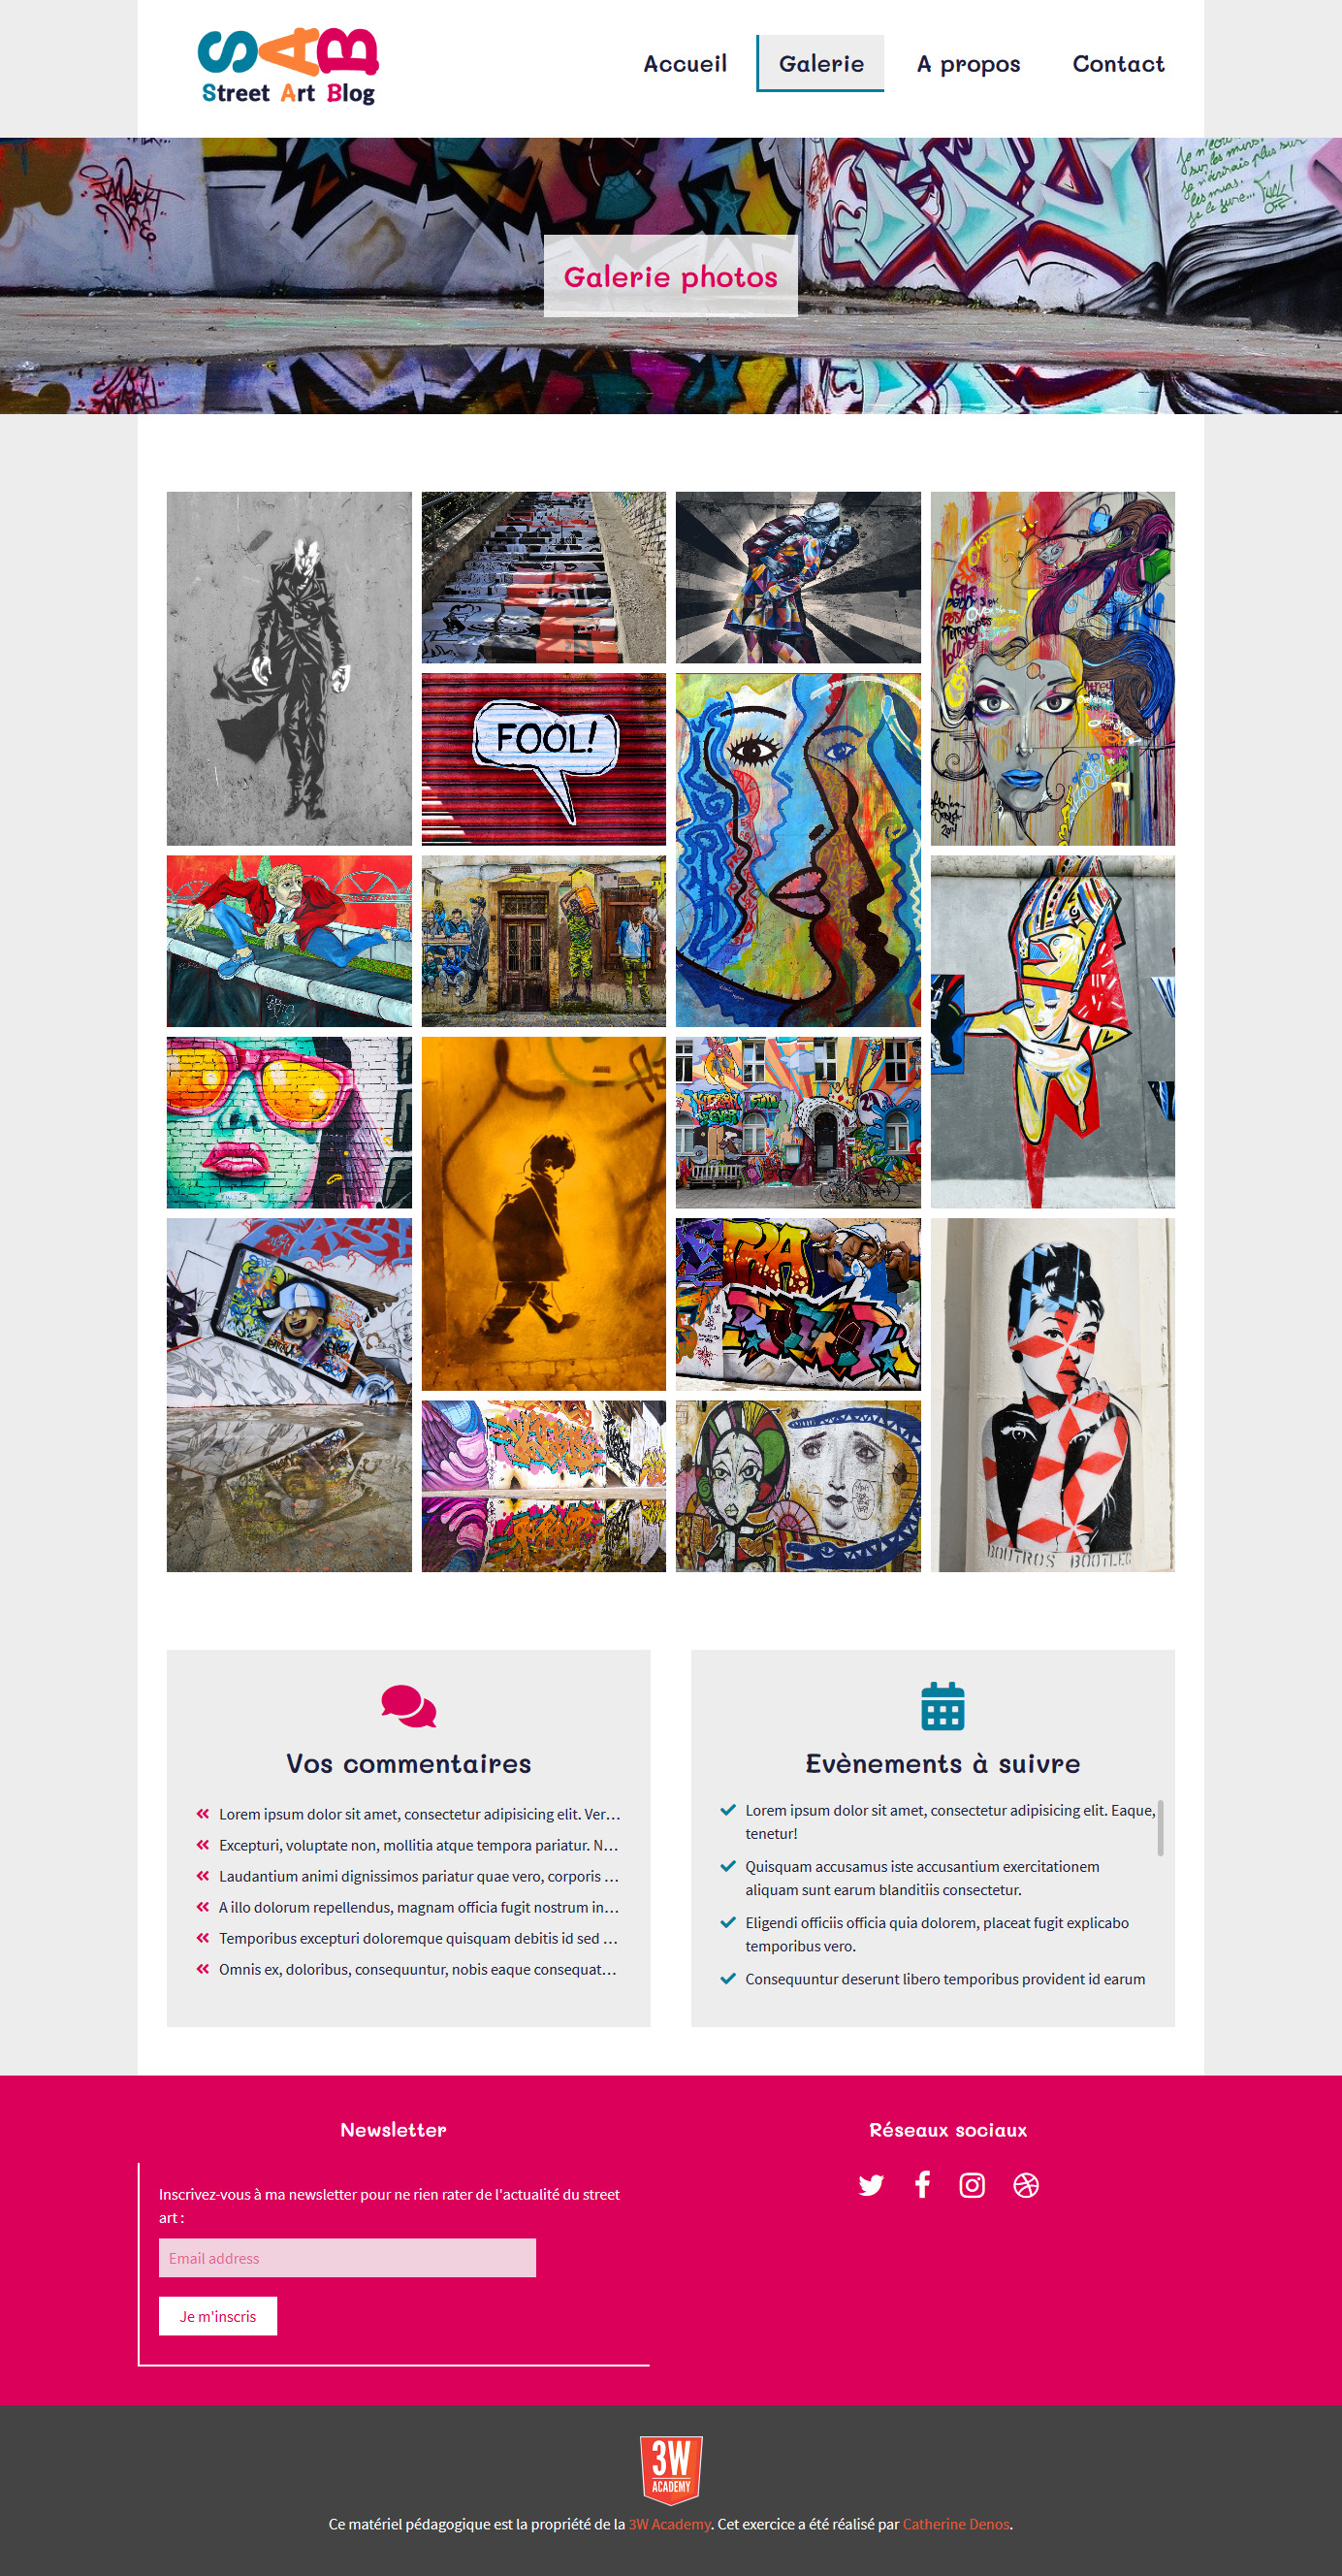 SAB
Street Art Blog
Accueil
Galerie
A propos
Contact
Galerie photos
FOOL!
BOUTROS BOOTLEG
Vos commentaires
Lorem ipsum dolor sit amet, consectetur adipisicing elit. Ver...
Excepturi, voluptate non, mollitia atque tempora pariatur. N...
Laudantium animi dignissimos pariatur quae vero, corporis ...
A illo dolorum repellendus, magnam officia fugit nostrum in...
Temporibus excepturi doloremque quisquam debitis id sed ...
Omnis ex, doloribus, consequuntur, nobis eaque consequat...
Evènements à suivre
Lorem ipsum dolor sit amet, consectetur adipisicing elit. Eaque,
tenetur!
Quisquam accusamus iste accusantium exercitationem
aliquam sunt earum blanditiis consectetur.
Eligendi officiis officia quia dolorem, placeat fugit explicabo
temporibus vero.
Consequuntur deserunt libero temporibus provident id earum
Newsletter
Inscrivez-vous à ma newsletter pour ne rien rater de l'actualité du street
art :
Email address
Je m'inscris
Réseaux sociaux
3W
ACADEMY
Ce matériel pédagogique est la propriété de la 3W Academy. Cet exercice a été réalisé par Catherine Denos.